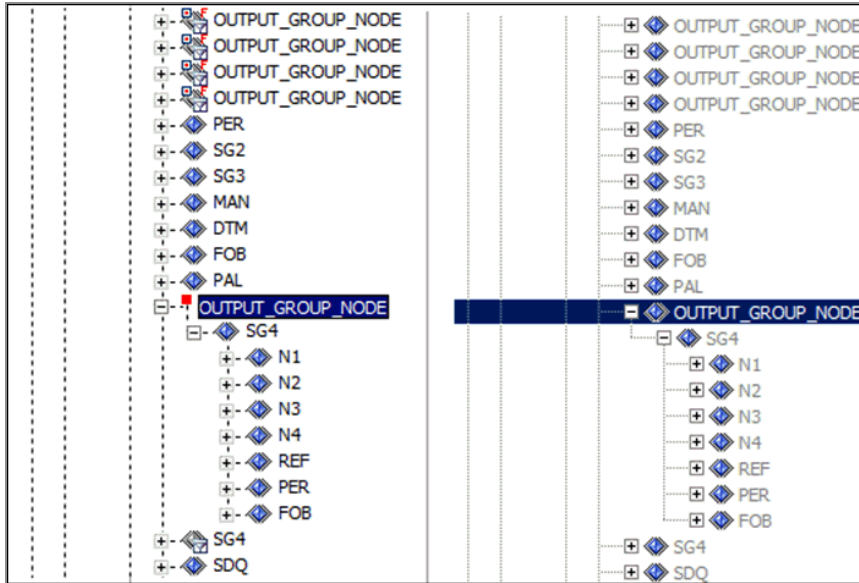 OUTPUT_GROUP_NODE
OUTPUT_GROUP_NODE
OUTPUT_GROUP_NODE
OUTPUT_GROUP_NODE
PER
SG2
SG3
MAN
DTM
FOB
PAL
OUTPUT_GROUP_NODE
SG4
N1
N2
N3
N4
REF
PER
FOB
SG4
SDQ
OUTPUT_GROUP_NODE
OUTPUT_GROUP_NODE
OUTPUT_GROUP_NODE
OUTPUT_GROUP_NODE
PER
SG2
SG3
MAN
DTM
FOB
PAL
OUTPUT_GROUP_NODE
SG4
N1
N2
N3
N4
REF
PER
FOB
SG4
SDQ